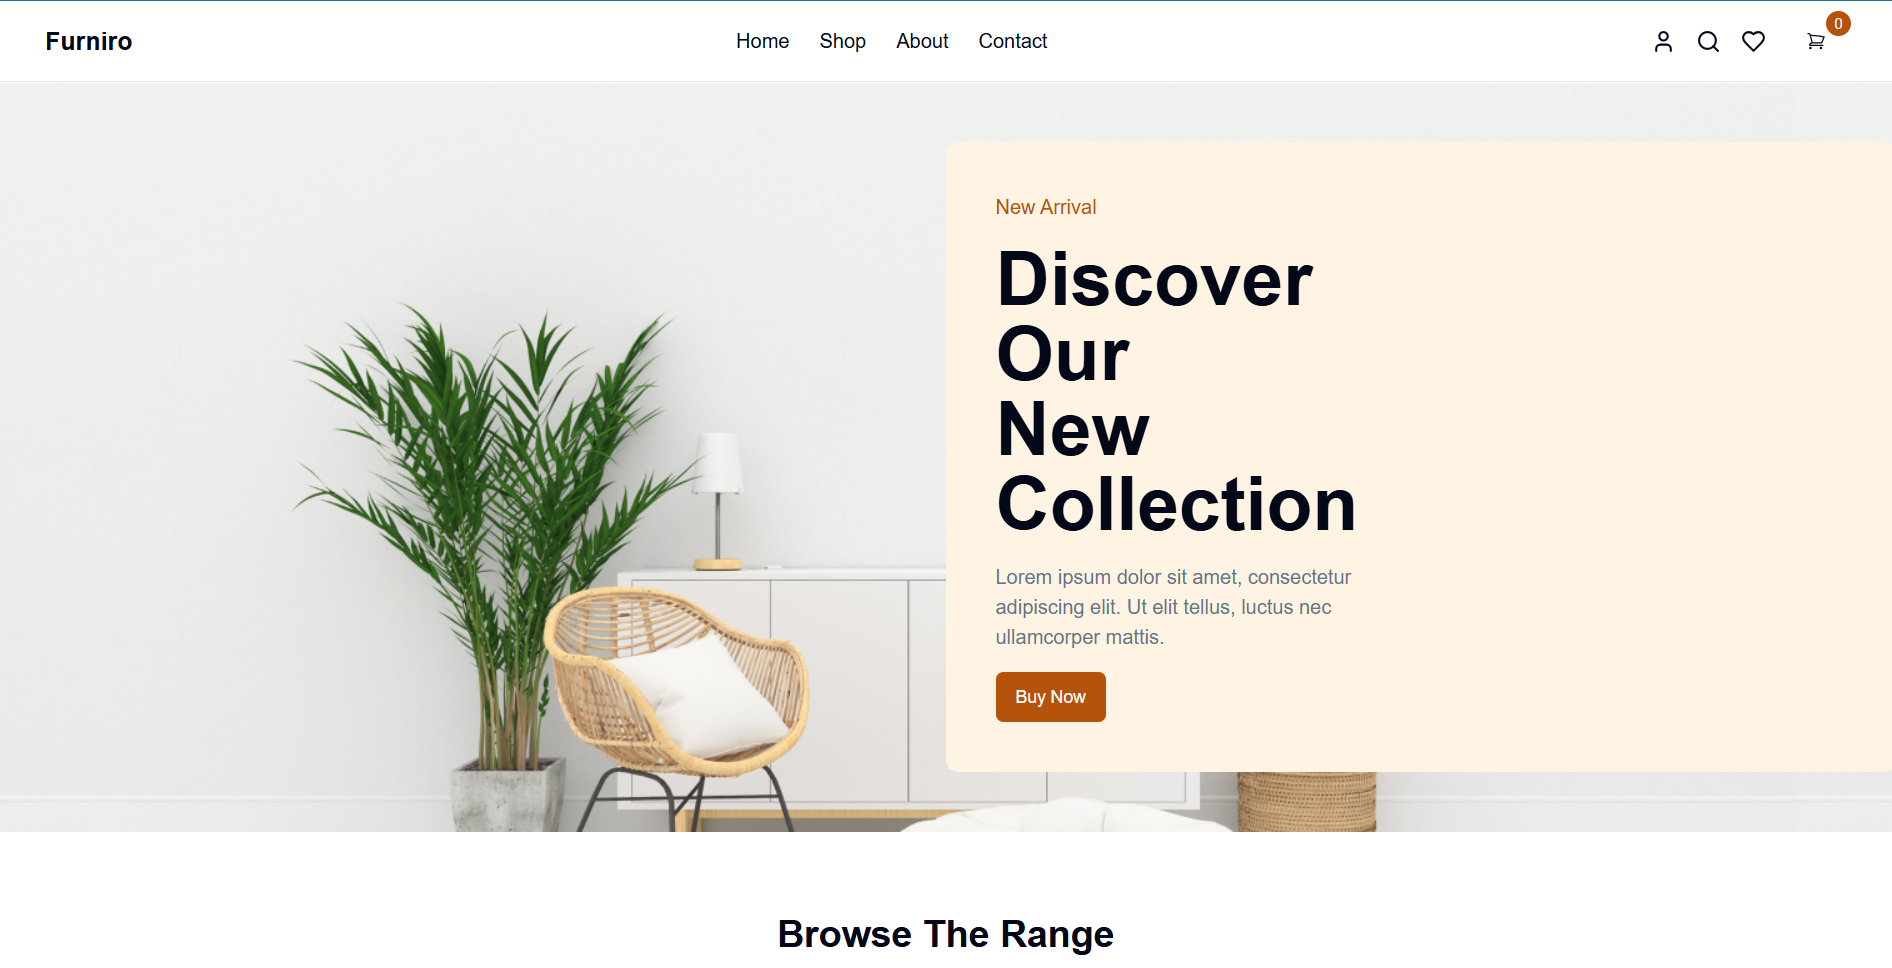 Furniro
Home Shop About Contact
0
New Arrival
Discover
Our
New
Collection
Lorem ipsum dolor sit amet, consectetur
adipiscing elit. Ut elit tellus, luctus nec
ullamcorper mattis.
Buy Now
Browse The Range